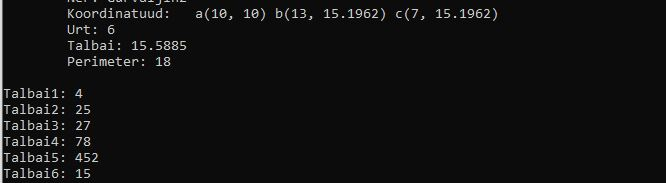 Koordinatuud: a(10, 10) b(13, 15.1962) c(7, 15.1962)
Urt: 6
Talbai: 15.5885
Perimeter: 18
Talbai1: 4
Talbai2: 25
Talbai3: 27
Talbai4: 78
Talbai5: 452
Talbai6: 15